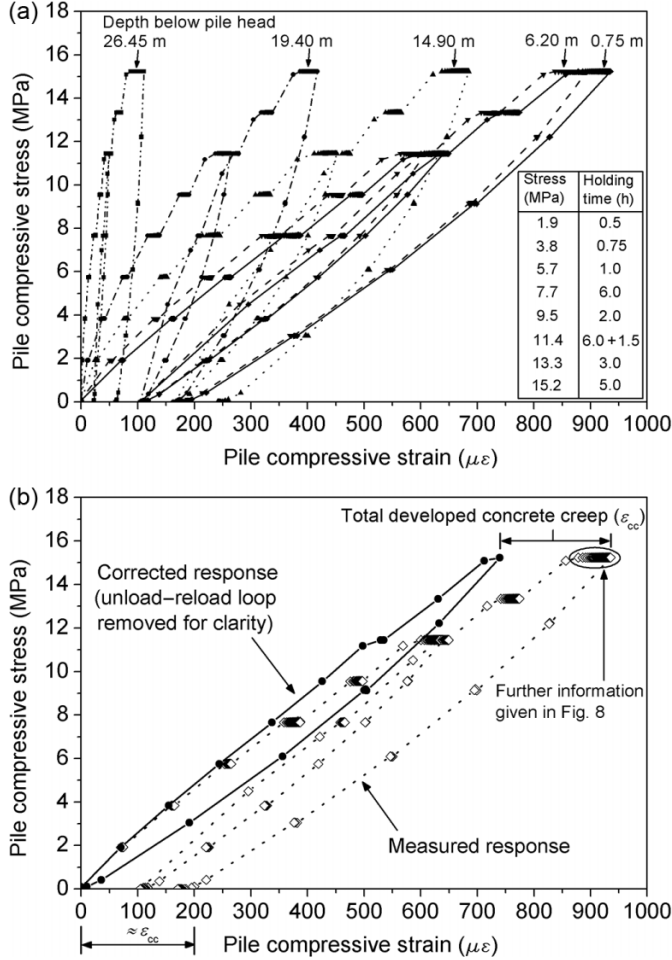 (a)
Depth below pile head
26.45 m 19.40 m 14.90 m 6.20 m 0.75 m
18
16
14
12
10
8
6
4
2
0
Pile compressive stress (MPa)
Stress (MPa) Holding time (h)
1.9 0.5
3.8 0.75
5.7 1.0
7.7 6.0
9.5 2.0
11.4 6.0 + 1.5
13.3 3.0
15.2 5.0
0 100 200 300 400 500 600 700 800 900 1000
Pile compressive strain (με)
(b)
18
16
14
12
10
8
6
4
2
0
Pile compressive stress (MPa)
Total developed concrete creep (εcc)
Corrected response
(unload–reload loop
removed for clarity)
Further information
given in Fig. 8
Measured response
0 100 200 300 400 500 600 700 800 900 1000
≈ εcc
Pile compressive strain (με)